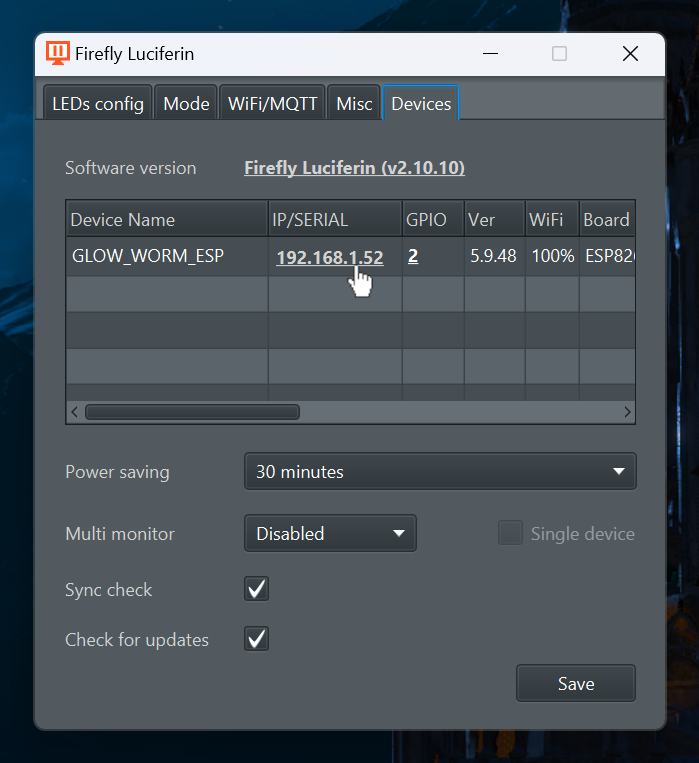 Firefly Luciferin
LEDs config Mode WiFi/MQTT Misc Devices
Software version Firefly Luciferin (v2.10.10)
Device Name IP/SERIAL GPIO Ver WiFi Board
GLOW_WORM_ESP 192.168.1.52 2 5.9.48 100% ESP826
Power saving 30 minutes
Multi monitor Disabled Single device
Sync check
Check for updates
Save